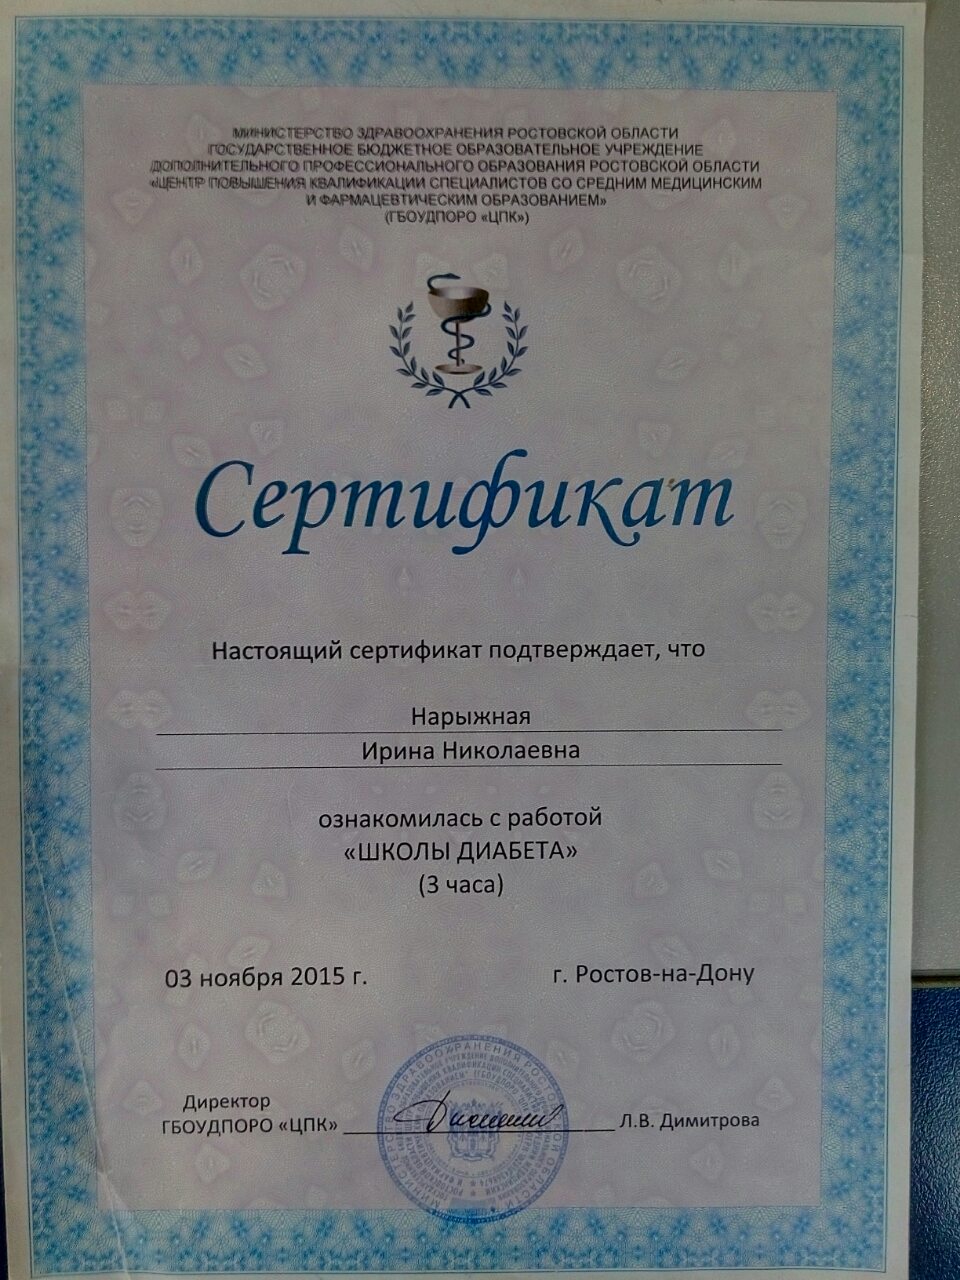 МИНИСТЕРСТВО ЗДРАВООХРАНЕНИЯ РОСТОВСКОЙ ОБЛАСТИ
ГОСУДАРСТВЕННОЕ БЮДЖЕТНОЕ ОБРАЗОВАТЕЛЬНОЕ УЧРЕЖДЕНИЕ
ДОПОЛНИТЕЛЬНОГО ПРОФЕССИОНАЛЬНОГО ОБРАЗОВАНИЯ РОСТОВСКОЙ ОБЛАСТИ
«ЦЕНТР ПОВЫШЕНИЯ КВАЛИФИКАЦИИ СПЕЦИАЛИСТОВ СО СРЕДНИМ МЕДИЦИНСКИМ
И ФАРМАЦЕВТИЧЕСКИМ ОБРАЗОВАНИЕМ»
(ГБОУДПОРО «ЦПК»)
Сертификат
Настоящий сертификат подтверждает, что
Нарыжная
Ирина Николаевна
ознакомилась с работой
«ШКОЛЫ ДИАБЕТА»
(3 часа)
03 ноября 2015 г. г. Ростов-на-Дону
Директор
ГБОУДПОРО «ЦПК» Л.В. Димитрова